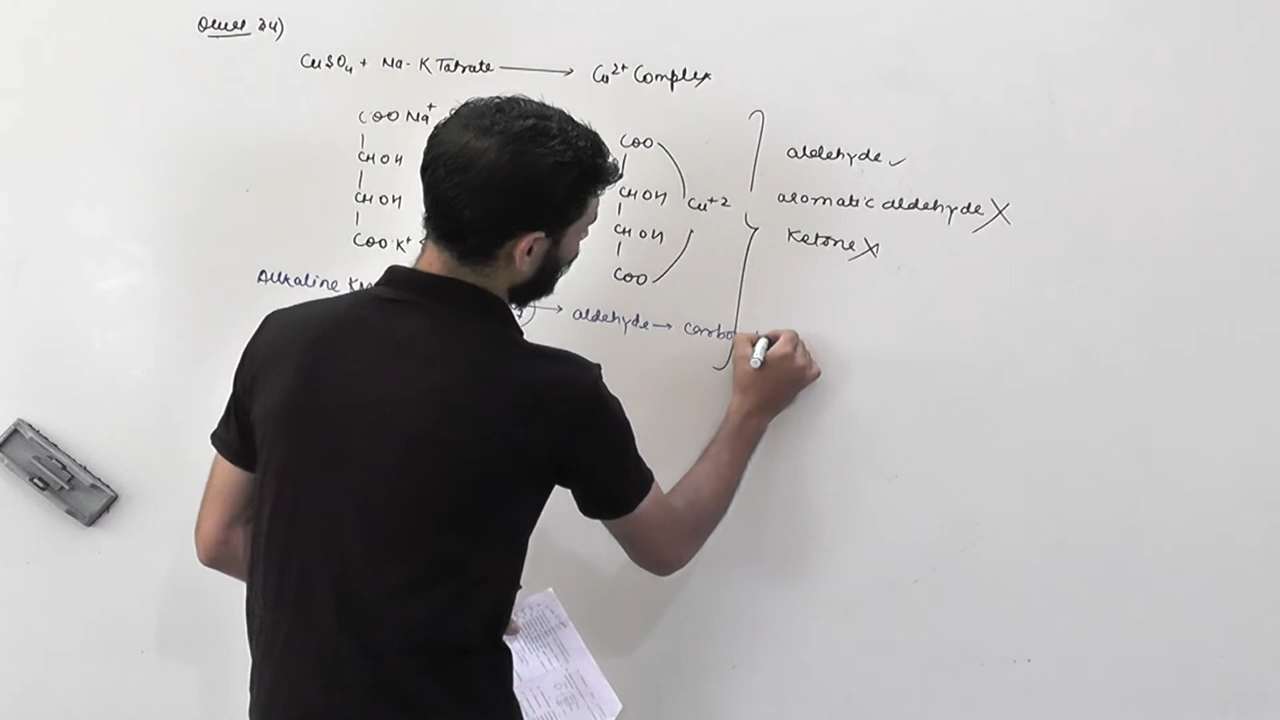 Ques 34)
CuSO4 + Na-K Tatrate → Cu2+ Complex
COO Na+
CHOH
CHOH
COO K+
COO
CHOH
CHOH
COO
Cu+2
aldehyde ✓
aromatic aldehyde X
Ketone X
Alkaline
→ aldehyde → carbo